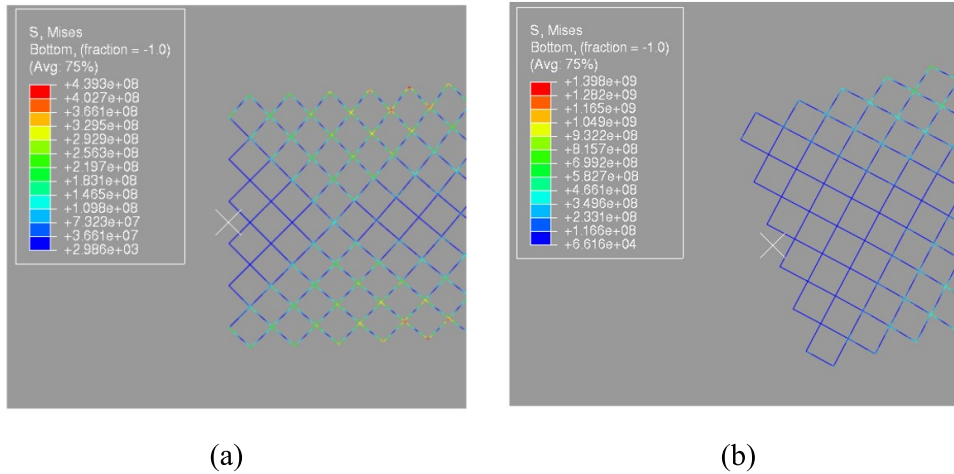 S, Mises
Bottom, (fraction = -1.0)
(Avg: 75%)
+4.393e+08
+4.027e+08
+3.661e+08
+3.295e+08
+2.929e+08
+2.563e+08
+2.197e+08
+1.831e+08
+1.465e+08
+1.098e+08
+7.323e+07
+3.661e+07
+2.986e+03
S, Mises
Bottom, (fraction = -1.0)
(Avg: 75%)
+1.398e+09
+1.282e+09
+1.165e+09
+1.049e+09
+9.322e+08
+8.157e+08
+6.992e+08
+5.827e+08
+4.661e+08
+3.496e+08
+2.331e+08
+1.166e+08
+6.616e+04
(a)
(b)